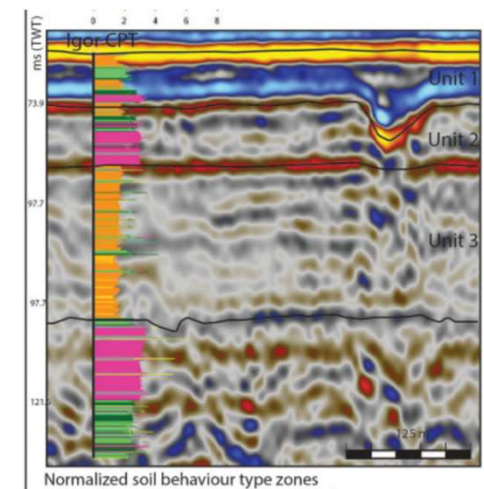 0 2 4 6 8
ms (TWT)
Igor CPT
Unit 1
73.9
Unit 2
97.7
Unit 3
97.7
125 m
Normalized soil behaviour type zones